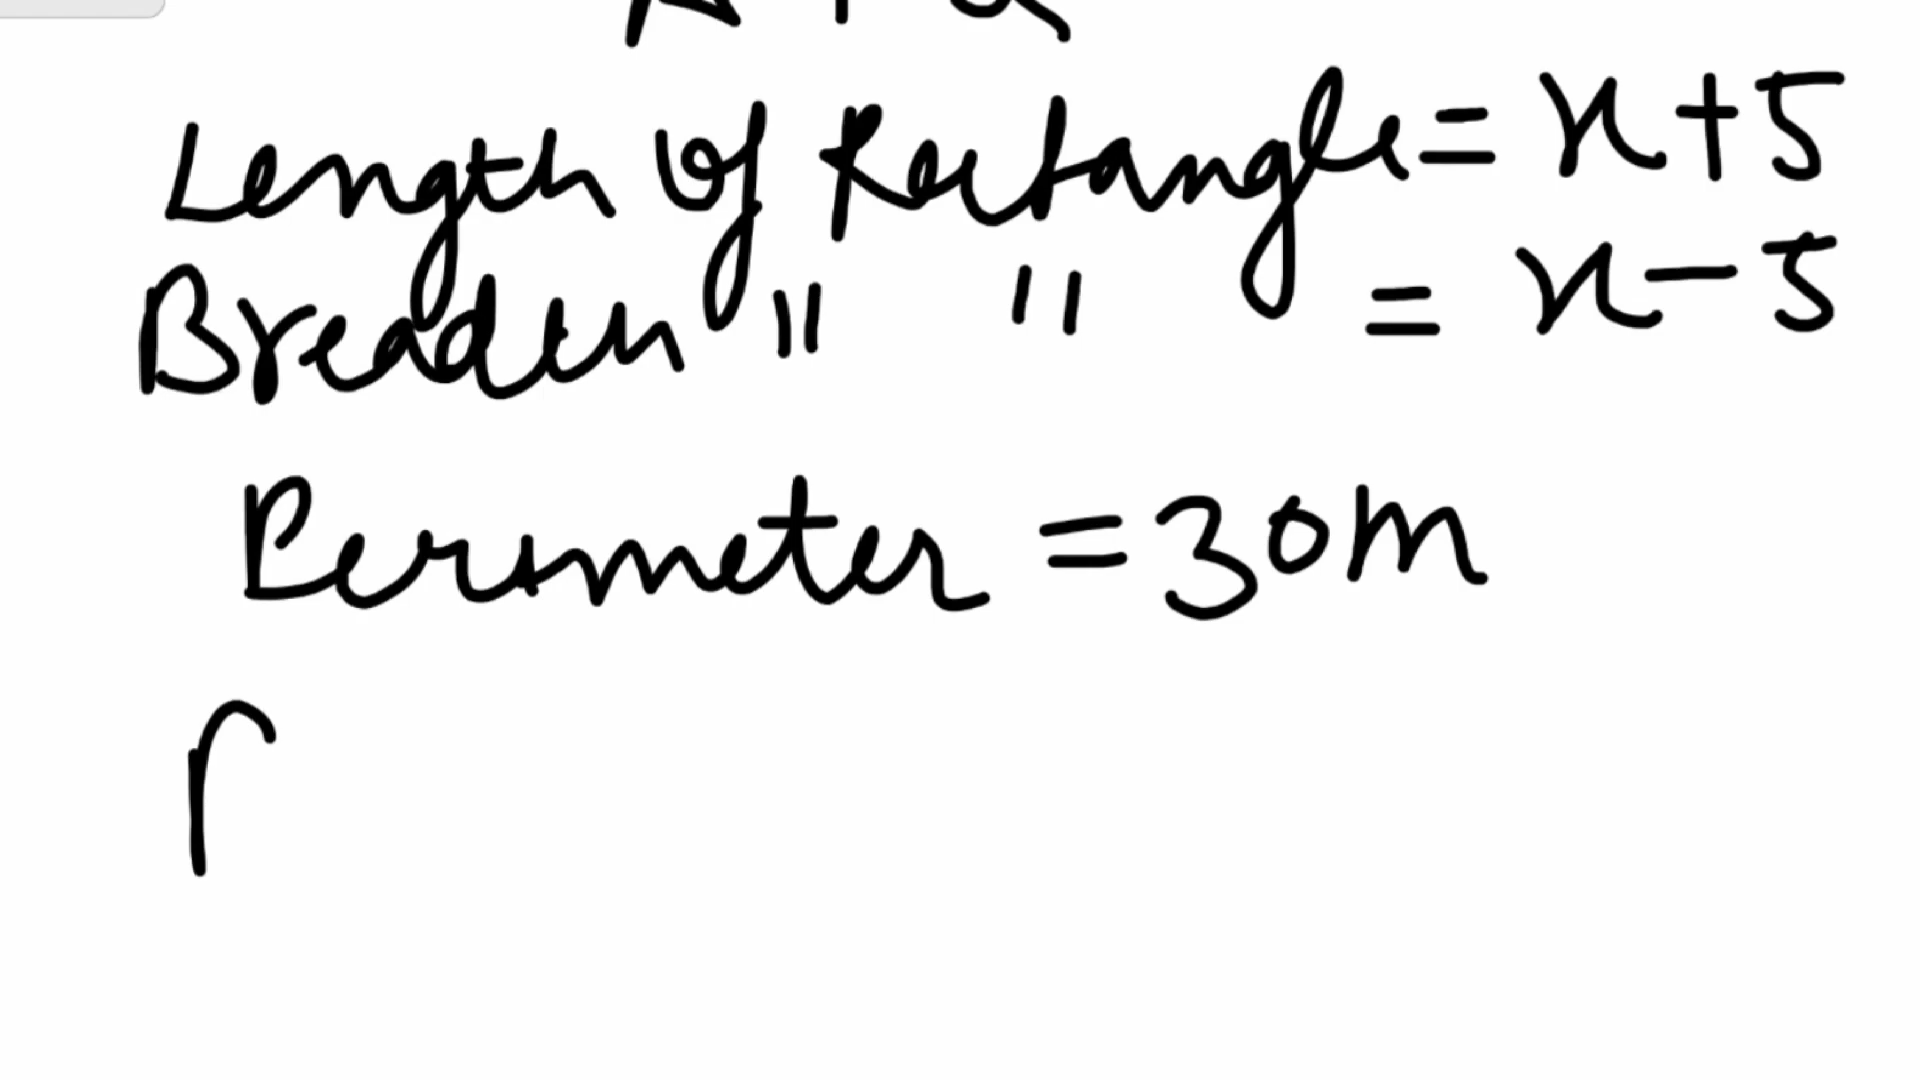 Length of Rectangle = x + 5
Breadth " " = x - 5
Perimeter = 30m